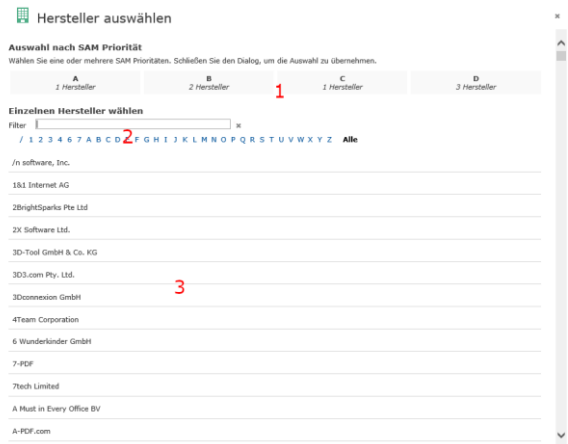 Hersteller auswählen
Auswahl nach SAM Priorität
Wählen Sie eine oder mehrere SAM Prioritäten. Schließen Sie den Dialog, um die Auswahl zu übernehmen.
A B C D
1 Hersteller 2 Hersteller 1 Hersteller 3 Hersteller
1
Einzelnen Hersteller wählen
Filter
2
/ 1 2 3 4 6 7 A B C D E F G H I J K L M N O P Q R S T U V W X Y Z Alle
/n software, Inc.
1&1 Internet AG
2BrightSparks Pte Ltd
2X Software Ltd.
3D-Tool GmbH & Co. KG
3D3.com Pty. Ltd.
3
3Dconnexion GmbH
4Team Corporation
6 Wunderkinder GmbH
7-PDF
7tech Limited
A Must in Every Office BV
A-PDF.com